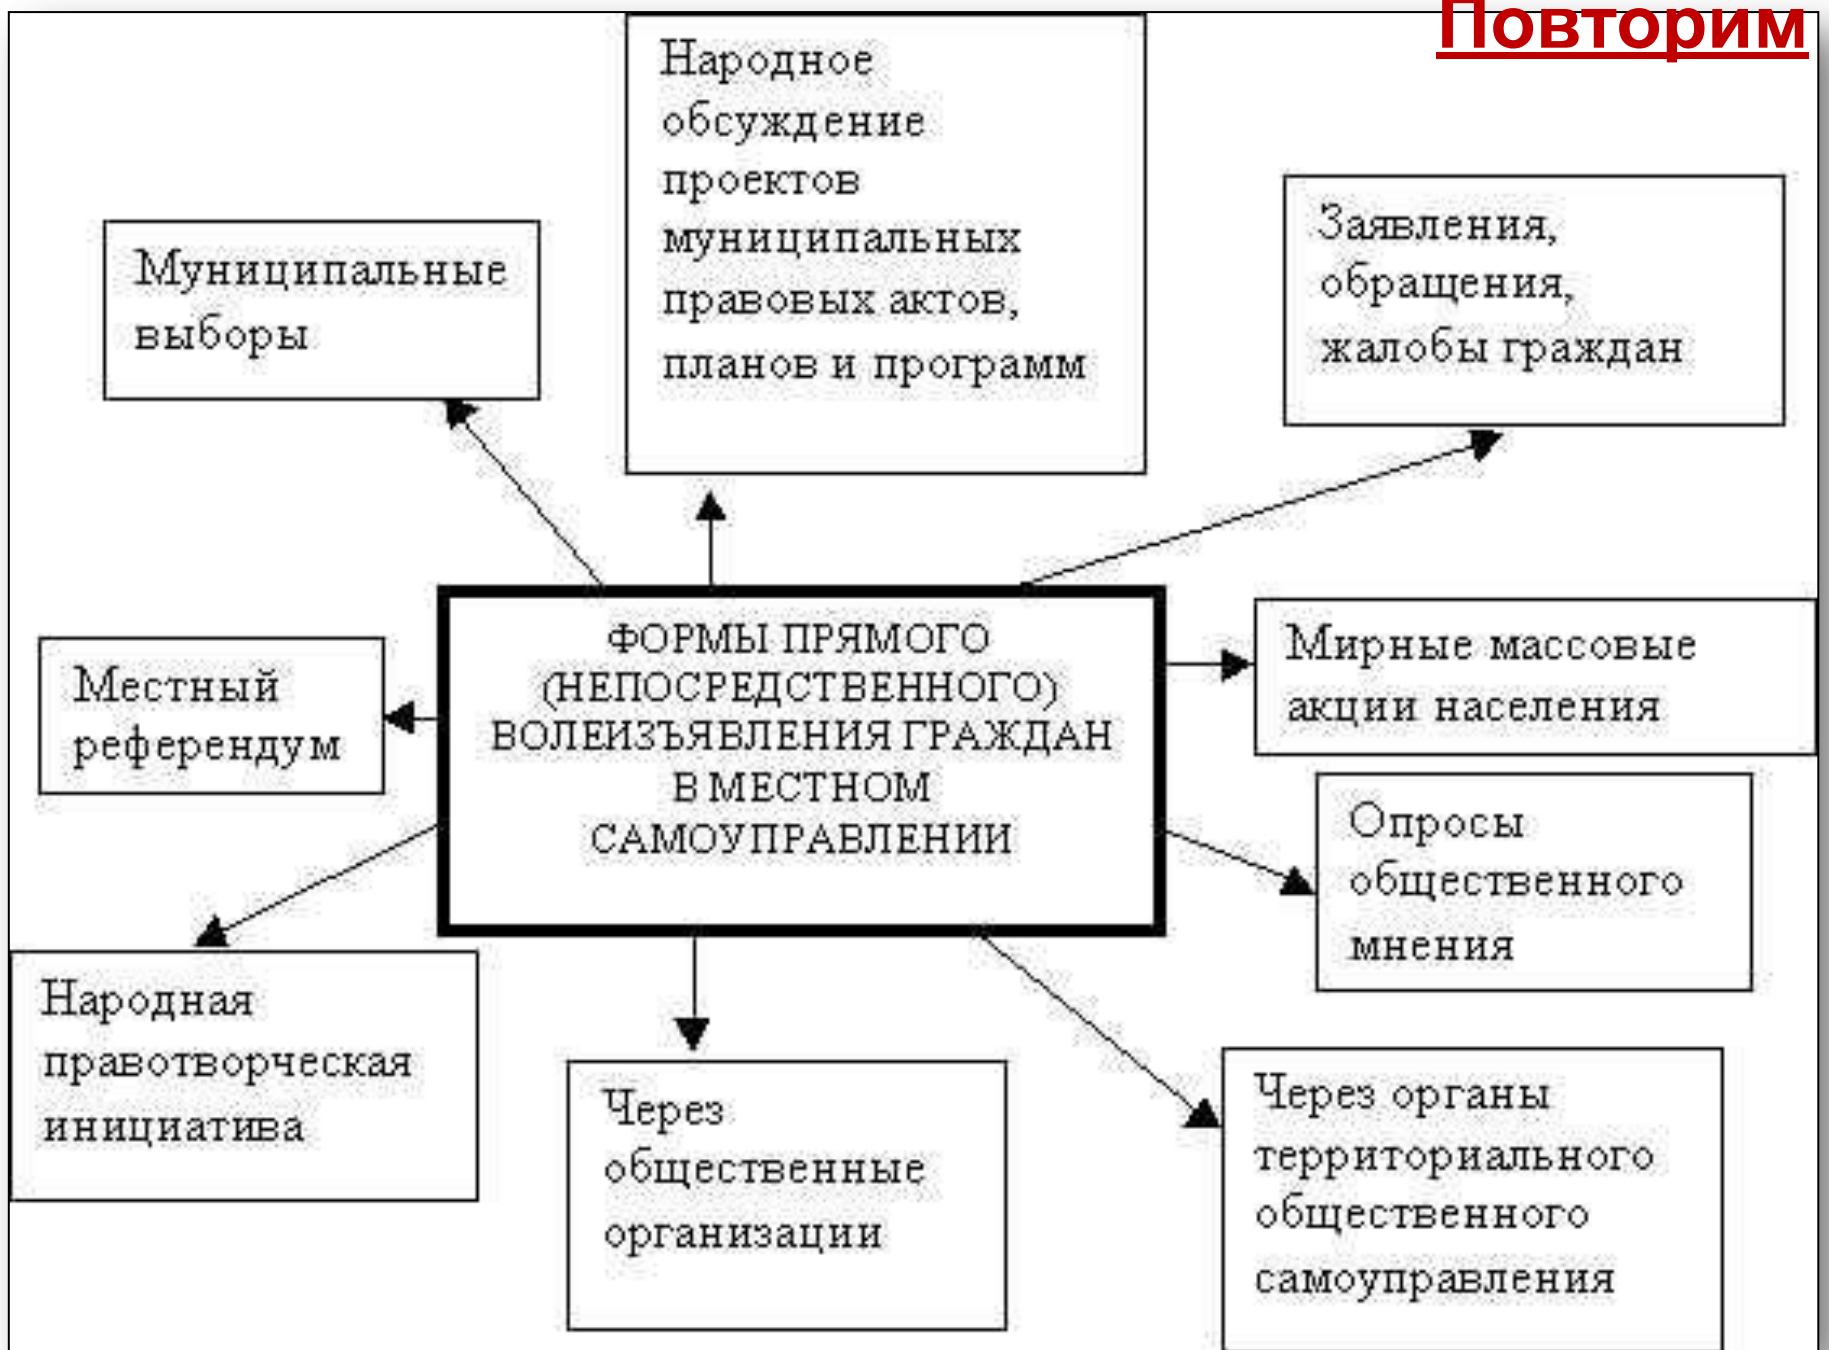 Повторим
Народное
обсуждение
проектов
муниципальных
правовых актов,
планов и программ
Заявления,
обращения,
жалобы граждан
Муниципальные
выборы
ФОРМЫ ПРЯМОГО
(НЕПОСРЕДСТВЕННОГО)
ВОЛЕИЗЪЯВЛЕНИЯ ГРАЖДАН
В МЕСТНОМ
САМОУПРАВЛЕНИИ
Мирные массовые
акции населения
Местный
референдум
Опросы
общественного
мнения
Народная
правотворческая
инициатива
Через
общественные
организации
Через органы
территориального
общественного
самоуправления